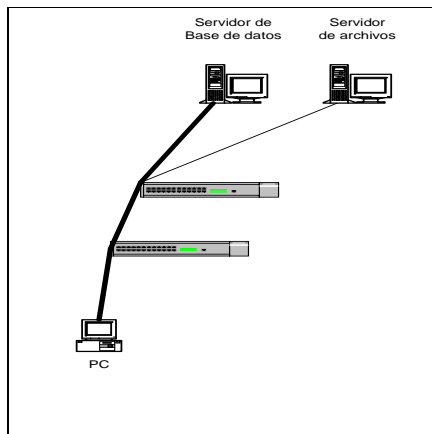 Servidor de
Base de datos
Servidor
de archivos
PC